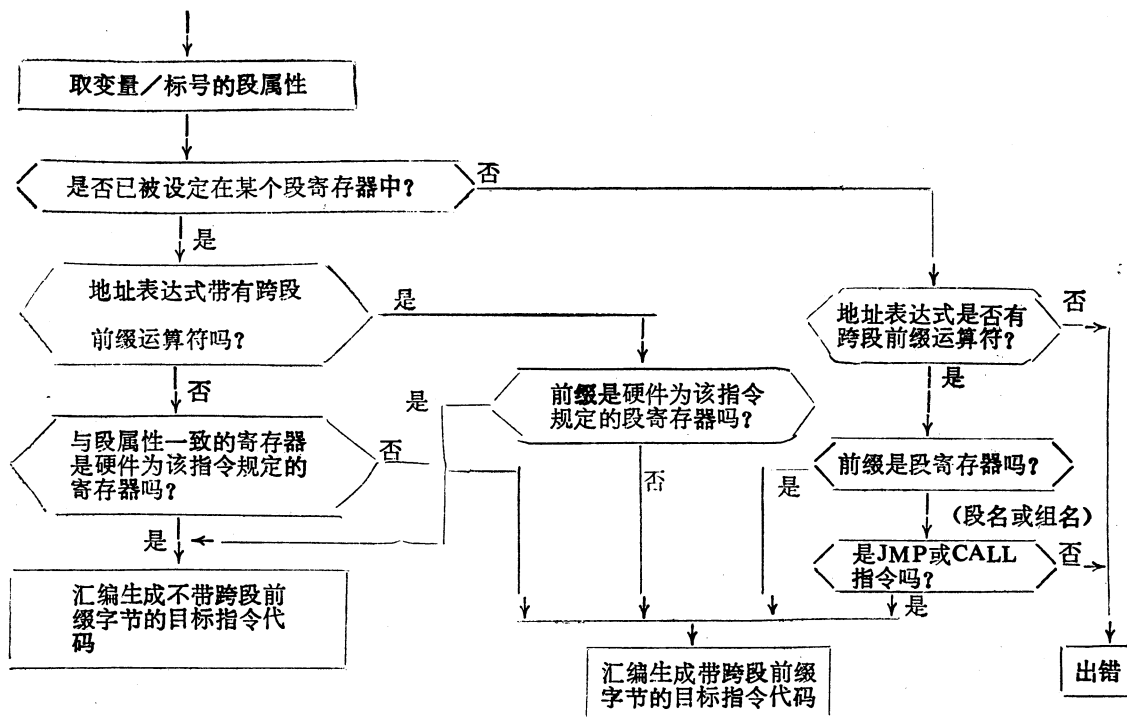 取变量／标号的段属性
是否已被设定在某个段寄存器中？
否
是
地址表达式带有跨段
前缀运算符吗？
是
地址表达式是否有
跨段前缀运算符？
否
否
是
前缀是硬件为该指令
规定的段寄存器吗？
是
与段属性一致的寄存器
是硬件为该指令规定的
寄存器吗？
否
前缀是段寄存器吗？
否
是
（段名或组名）
是
是JMP或CALL
指令吗？
否
是
汇编生成不带跨段前
缀字节的目标指令代
码
汇编生成带跨段前缀
字节的目标指令代码
出错